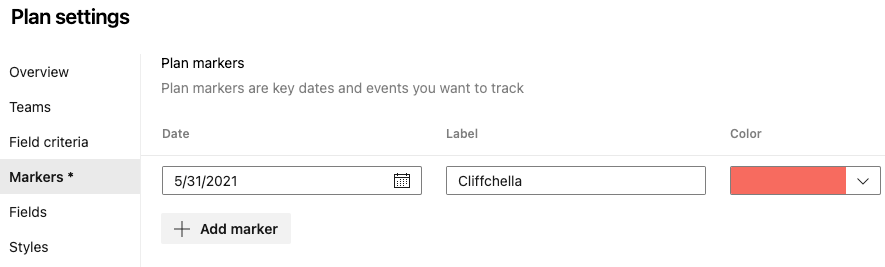 Plan settings
Overview
Teams
Field criteria
Markers *
Fields
Styles
Plan markers
Plan markers are key dates and events you want to track
Date Label Color
5/31/2021 Cliffchella
Add marker